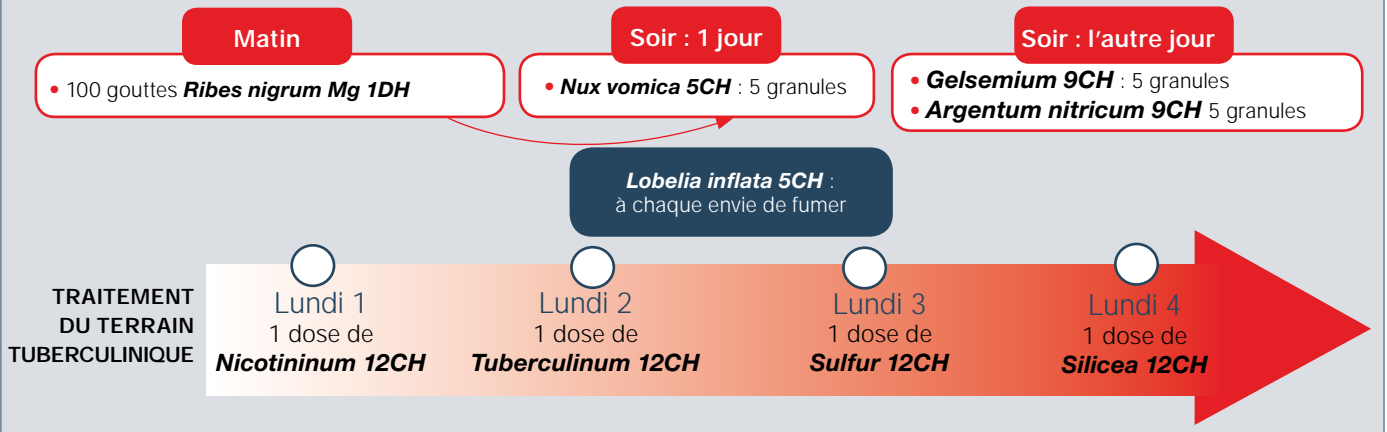 Matin
• 100 gouttes Ribes nigrum Mg 1DH
Soir : 1 jour
• Nux vomica 5CH : 5 granules
Soir : l'autre jour
• Gelsemium 9CH : 5 granules
• Argentum nitricum 9CH 5 granules
Lobelia inflata 5CH :
à chaque envie de fumer
TRAITEMENT
DU TERRAIN
TUBERCULINIQUE
Lundi 1
1 dose de
Nicotininum 12CH
Lundi 2
1 dose de
Tuberculinum 12CH
Lundi 3
1 dose de
Sulfur 12CH
Lundi 4
1 dose de
Silicea 12CH